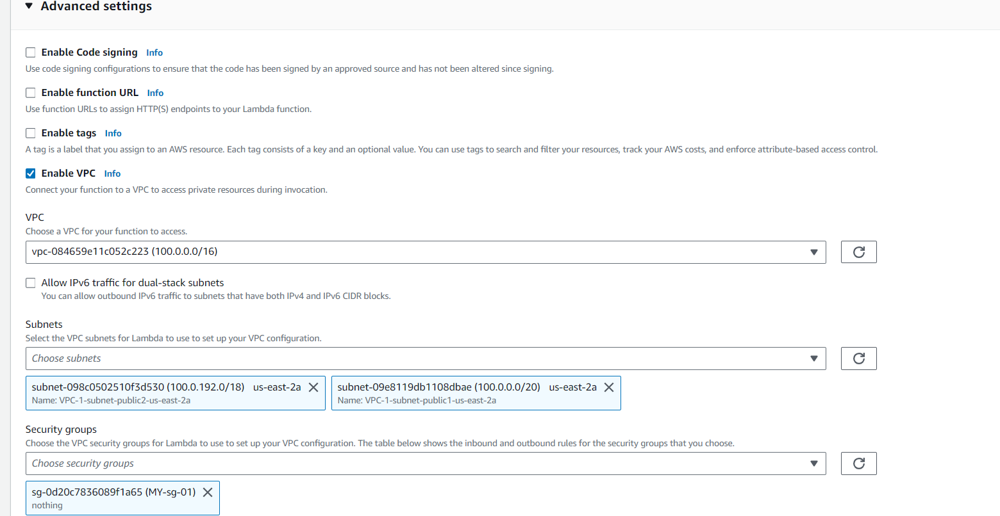 Advanced settings
Enable Code signing Info
Use code signing configurations to ensure that the code has been signed by an approved source and has not been altered since signing.
Enable function URL Info
Use function URLs to assign HTTP(S) endpoints to your Lambda function.
Enable tags Info
A tag is a label that you assign to an AWS resource. Each tag consists of a key and an optional value. You can use tags to search and filter your resources, track your AWS costs, and enforce attribute-based access control.
Enable VPC Info
Connect your function to a VPC to access private resources during invocation.
VPC
Choose a VPC for your function to access.
vpc-084659e11c052c223 (100.0.0.0/16)
Allow IPv6 traffic for dual-stack subnets
You can allow outbound IPv6 traffic to subnets that have both IPv4 and IPv6 CIDR blocks.
Subnets
Select the VPC subnets for Lambda to use to set up your VPC configuration.
Choose subnets
subnet-098c0502510f3d530 (100.0.192.0/18) us-east-2a
Name: VPC-1-subnet-public2-us-east-2a
subnet-09e8119db1108dbae (100.0.0.0/20) us-east-2a
Name: VPC-1-subnet-public1-us-east-2a
Security groups
Choose the VPC security groups for Lambda to use to set up your VPC configuration. The table below shows the inbound and outbound rules for the security groups that you choose.
Choose security groups
sg-0d20c7836089f1a65 (MY-sg-01)
nothing